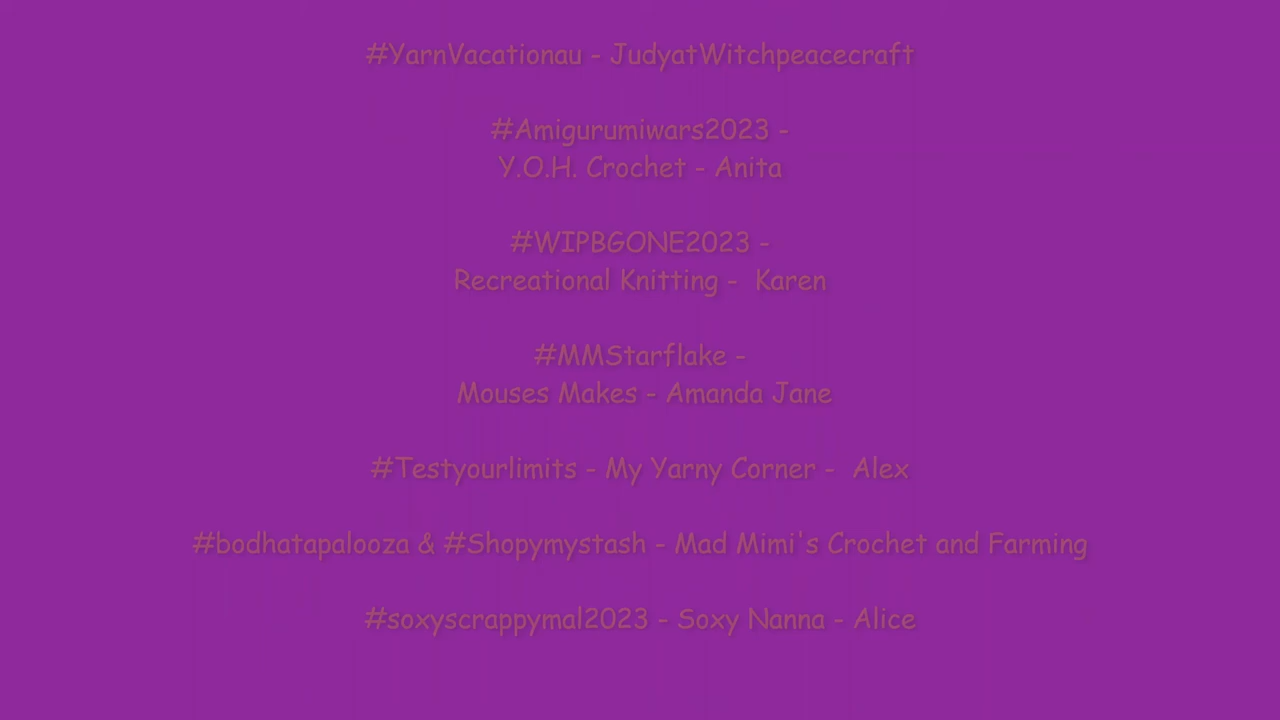 #YarnVacationau - JudyatWitchpeacecraft
#Amigurumiwars2023 -
Y.O.H. Crochet - Anita
#WIPBGONE2023 -
Recreational Knitting -  Karen
#MMStarflake -
Mouses Makes - Amanda Jane
#Testyourlimits - My Yarny Corner -  Alex
#bodhatapalooza & #Shopymystash - Mad Mimi's Crochet and Farming
#soxyscrappymal2023 - Soxy Nanna - Alice